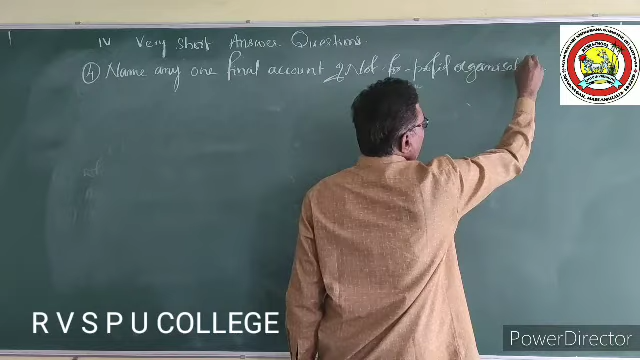 IV Very Short Answer Questions.
④ Name any one final account of Not for-profit organisat
R V S P U COLLEGE
PowerDirector